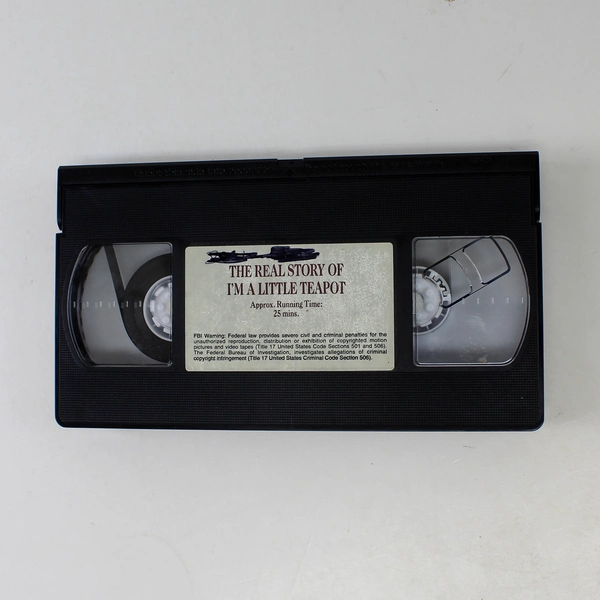 THE REAL STORY OF
I'M A LITTLE TEAPOT
Approx. Running Time:
25 mins.
FBI Warning: Federal law provides severe civil and criminal penalties for the
unauthorized reproduction, distribution or exhibition of copyrighted motion
pictures and video tapes (Title 17 United States Code Sections 501 and 506).
The Federal Bureau of Investigation, investigates allegations of criminal
copyright infringement (Title 17 United States Criminal Code Section 506).